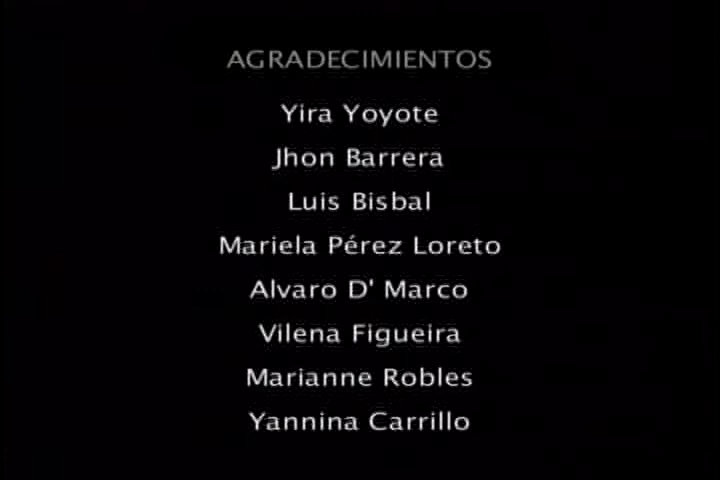 AGRADECIMIENTOS
Yira Yoyote
Jhon Barrera
Luis Bisbal
Mariela Pérez Loreto
Alvaro D' Marco
Vilena Figueira
Marianne Robles
Yannina Carrillo